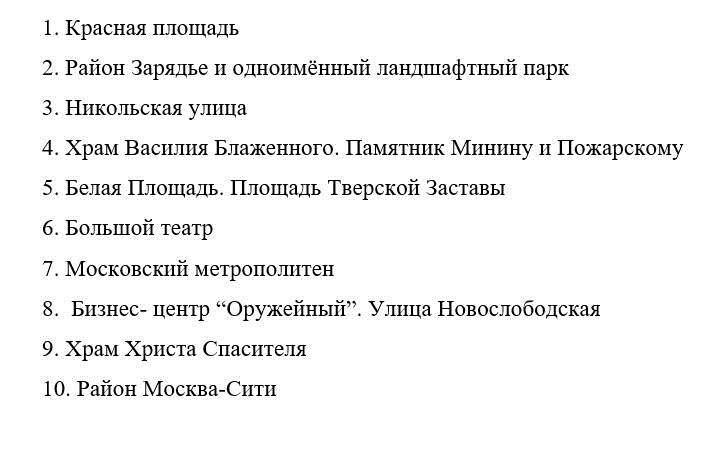 1. Красная площадь
2. Район Зарядье и одноимённый ландшафтный парк
3. Никольская улица
4. Храм Василия Блаженного. Памятник Минину и Пожарскому
5. Белая Площадь. Площадь Тверской Заставы
6. Большой театр
7. Московский метрополитен
8.  Бизнес- центр “Оружейный”. Улица Новослободская
9. Храм Христа Спасителя
10. Район Москва-Сити